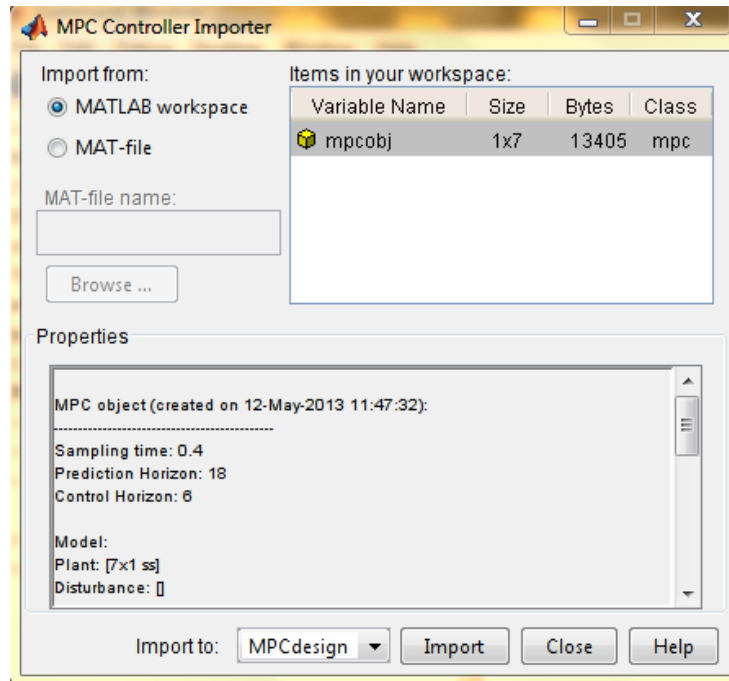 MPC Controller Importer
Import from:
MATLAB workspace
MAT-file
MAT-file name:
Browse ...
Items in your workspace:
Variable Name Size Bytes Class
mpcobj 1x7 13405 mpc
Properties
MPC object (created on 12-May-2013 11:47:32):
---------------------------------------------
Sampling time: 0.4
Prediction Horizon: 18
Control Horizon: 6
Model:
Plant: [7x1 ss]
Disturbance: []
Import to: MPCdesign Import Close Help